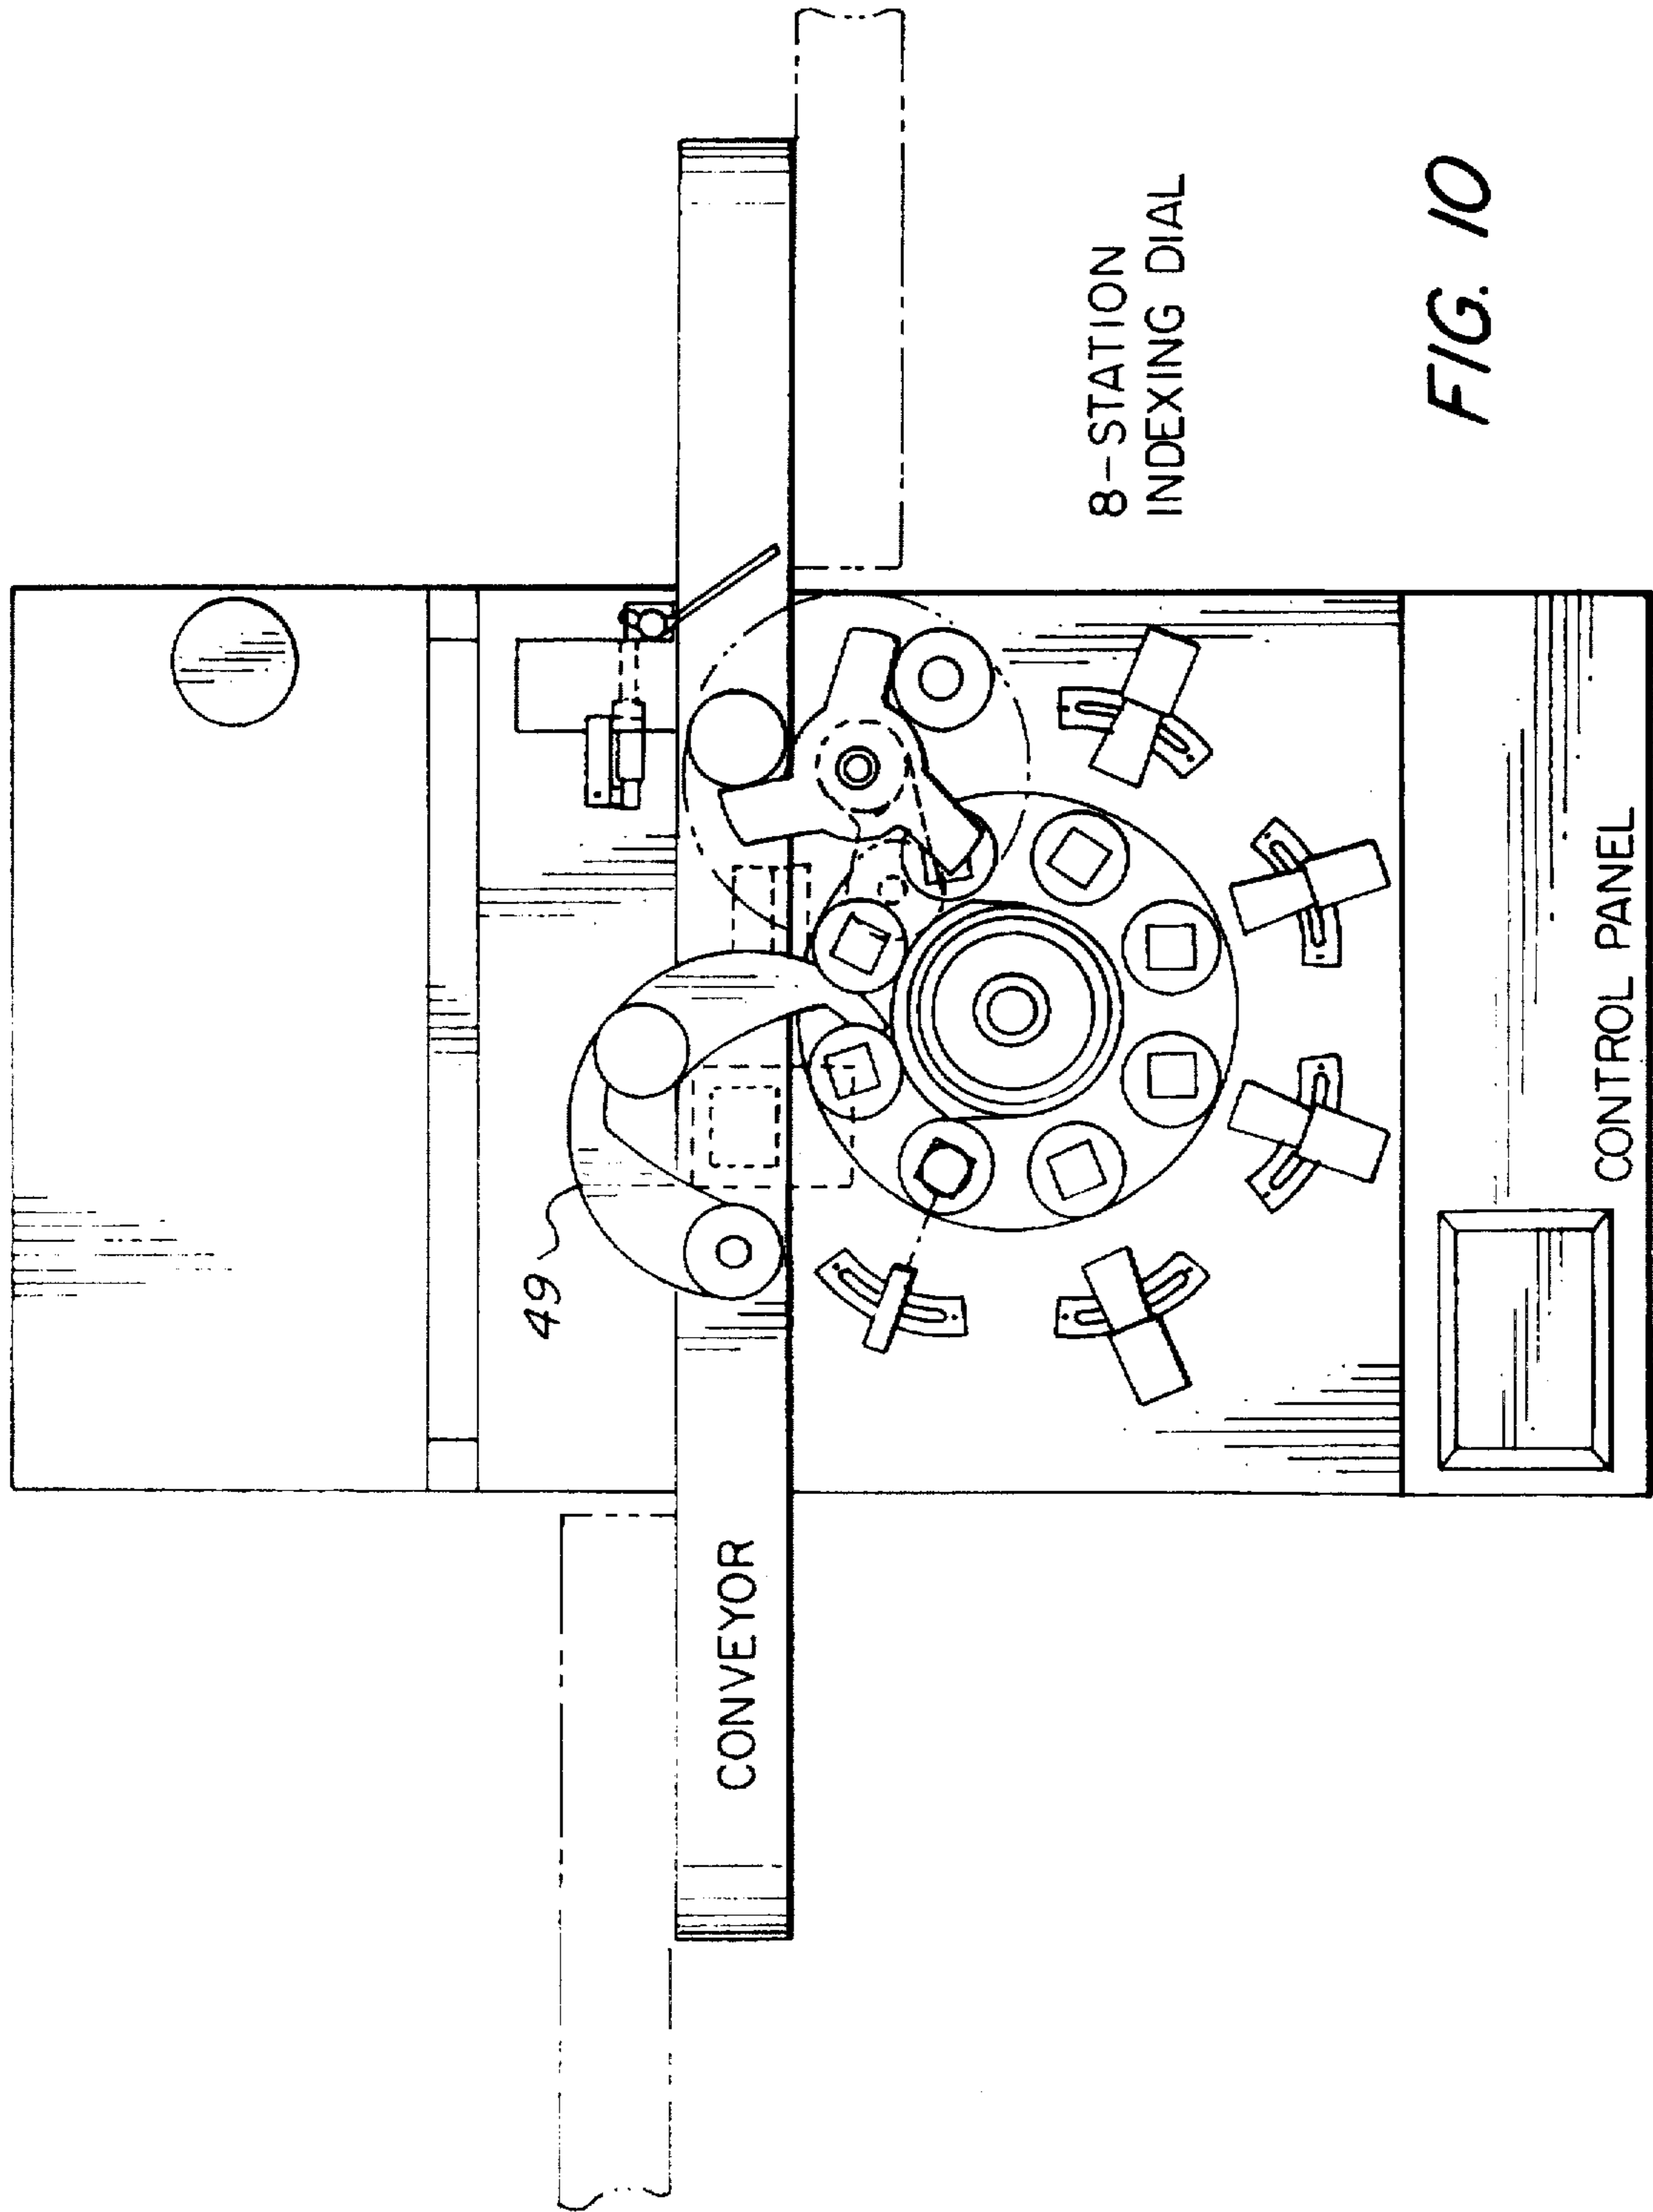 49
CONVEYOR
8-STATION
INDEXING DIAL
CONTROL PANEL
FIG. 10